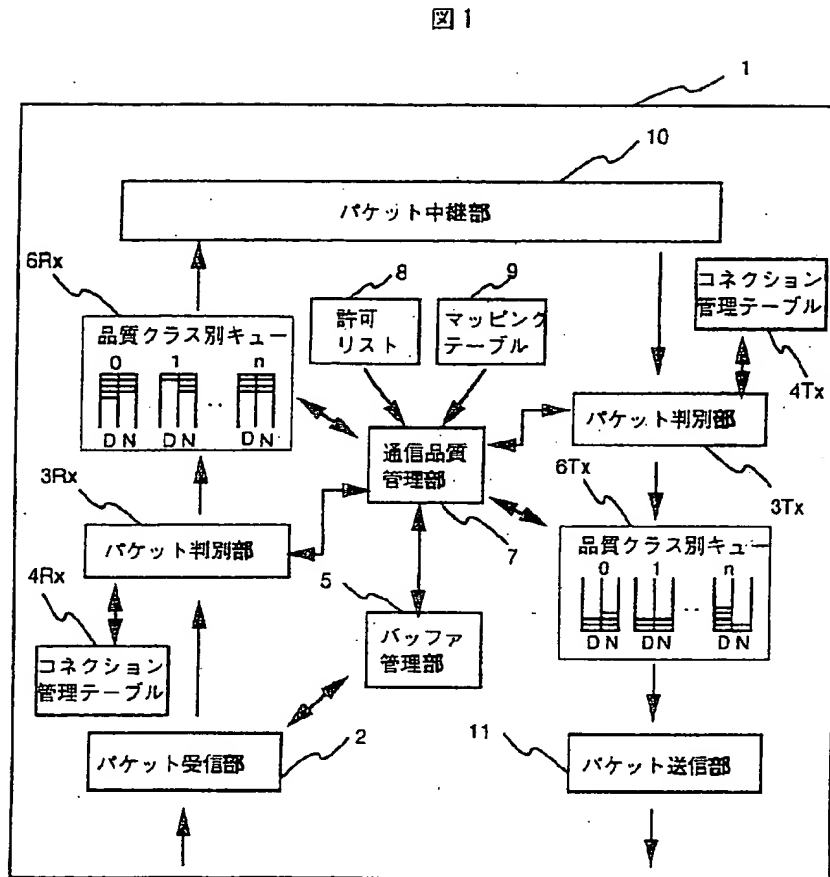 図1
1
10
パケット中継部
6Rx
8
9
コネクション
管理テーブル
4Tx
品質クラス別キュー
0 1 n
‥
DN DN DN
許可
リスト
マッピング
テーブル
パケット判別部
3Tx
通信品質
管理部
7
3Rx
パケット判別部
6Tx
品質クラス別キュー
0 1 n
‥
DN DN DN
4Rx
コネクション
管理テーブル
5
バッファ
管理部
パケット受信部
2
11
パケット送信部